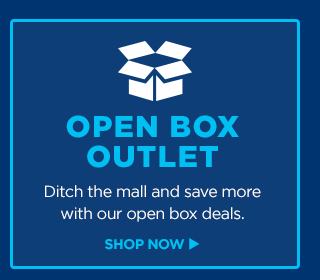 OPEN BOX
OUTLET
Ditch the mall and save more
with our open box deals.
SHOP NOW ▶